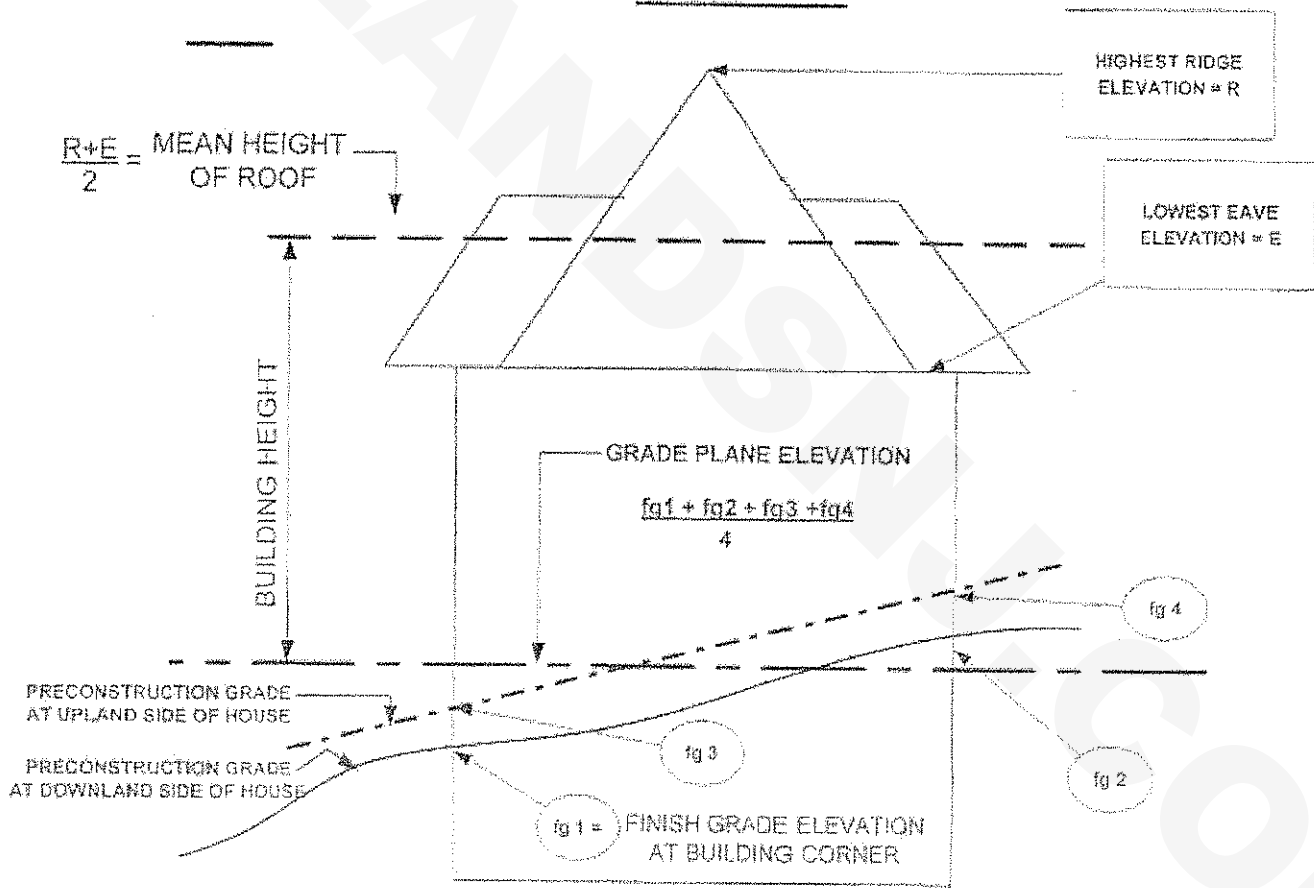 HIGHEST RIDGE
ELEVATION = R
R+E
2
=
MEAN HEIGHT
OF ROOF
LOWEST EAVE
ELEVATION = E
BUILDING HEIGHT
GRADE PLANE ELEVATION
fg1 + fg2 + fg3 +fg4
4
fg 4
PRECONSTRUCTION GRADE
AT UPLAND SIDE OF HOUSE
fg 3
PRECONSTRUCTION GRADE
AT DOWNLAND SIDE OF HOUSE
fg 2
fg 1 =
FINISH GRADE ELEVATION
AT BUILDING CORNER
LANDSNJ.CO